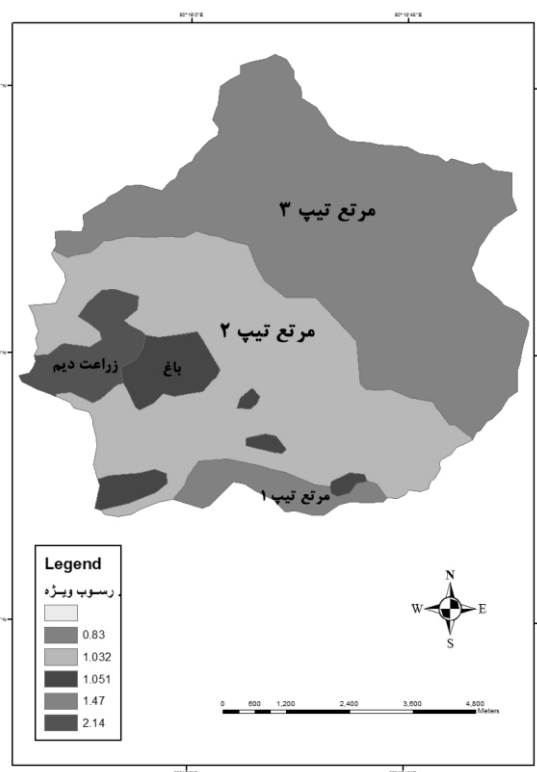 مرتع تیپ ۳
مرتع تیپ ۲
زراعت دیم
باغ
مرتع تیپ ۱
Legend
رسوب ویژه
0.83
1.032
1.051
1.47
2.14
N
W
E
S
0 600 1,200 2,400 3,600 4,800
Meters